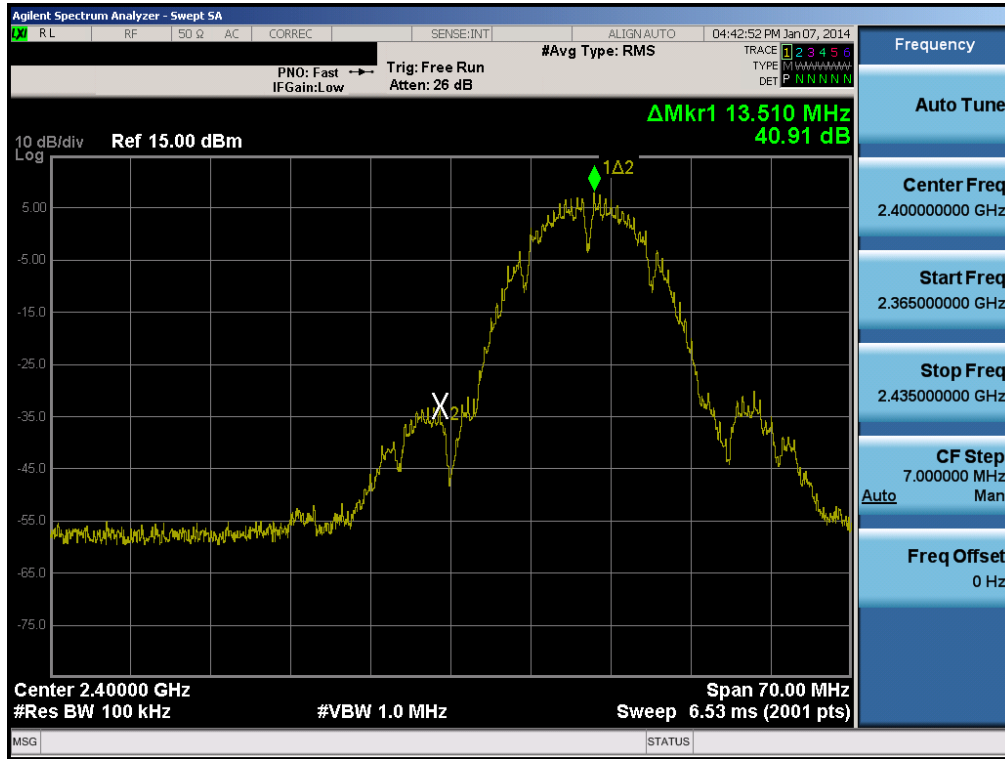 Agilent Spectrum Analyzer - Swept SA
LXI RL RF 50 Ω AC CORREC SENSE:INT ALIGN AUTO 04:42:52 PM Jan 07, 2014
#Avg Type: RMS TRACE 1 2 3 4 5 6
PNO: Fast Trig: Free Run TYPE M
IFGain:Low Atten: 26 dB DET P N N N N N
ΔMkr1 13.510 MHz
40.91 dB
10 dB/div Ref 15.00 dBm
Log
1Δ2
5.00
-5.00
-15.0
-25.0
-35.0
X2
-45.0
-55.0
-65.0
-75.0
Center 2.40000 GHz Span 70.00 MHz
#Res BW 100 kHz #VBW 1.0 MHz Sweep 6.53 ms (2001 pts)
MSG STATUS
Frequency
Auto Tune
Center Freq
2.400000000 GHz
Start Freq
2.365000000 GHz
Stop Freq
2.435000000 GHz
CF Step
7.000000 MHz
Auto Man
Freq Offset
0 Hz